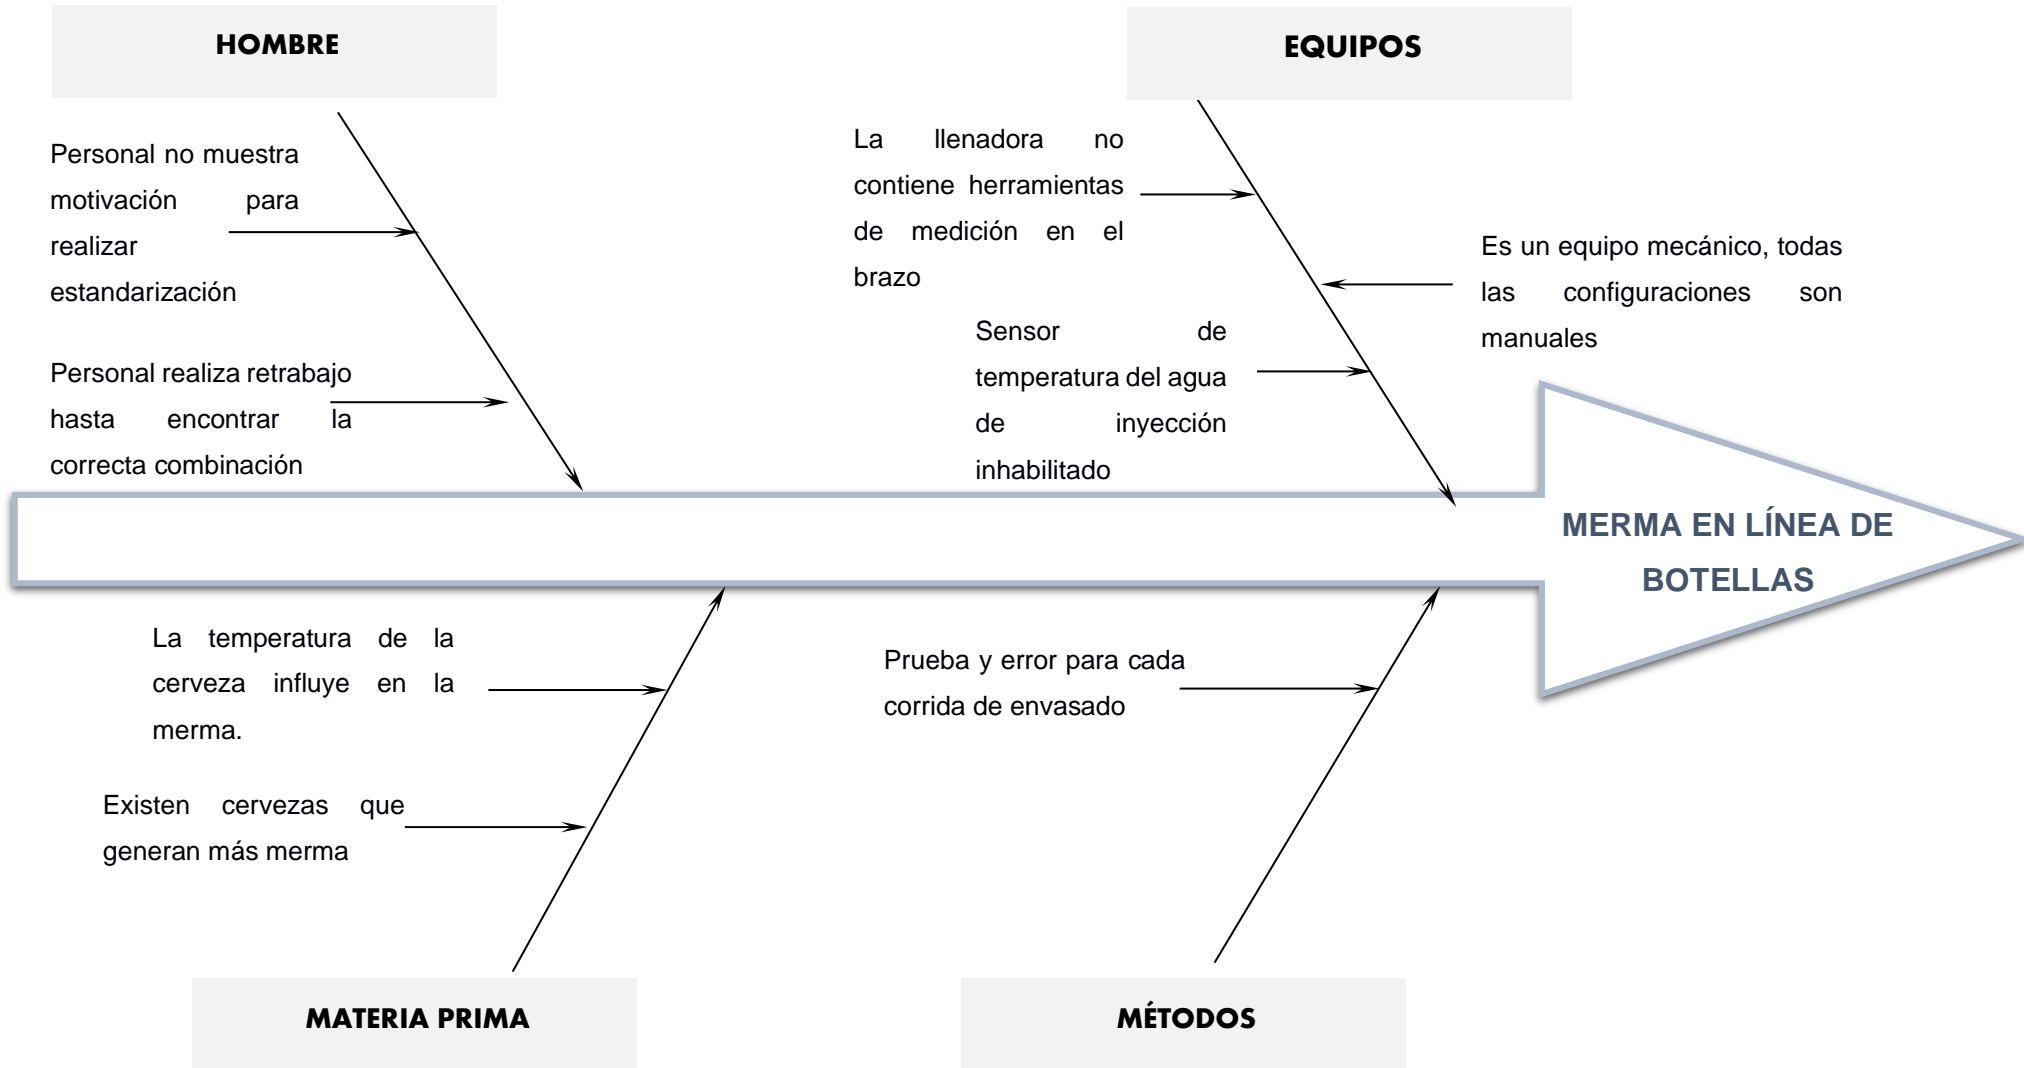 HOMBRE
EQUIPOS
Personal no muestra
motivación para
realizar
estandarización
Personal realiza retrabajo
hasta encontrar la
correcta combinación
La llenadora no
contiene herramientas
de medición en el
brazo
Sensor de
temperatura del agua
de inyección
inhabilitado
Es un equipo mecánico, todas
las configuraciones son
manuales
MERMA EN LÍNEA DE
BOTELLAS
La temperatura de la
cerveza influye en la
merma.
Existen cervezas que
generan más merma
Prueba y error para cada
corrida de envasado
MATERIA PRIMA
MÉTODOS